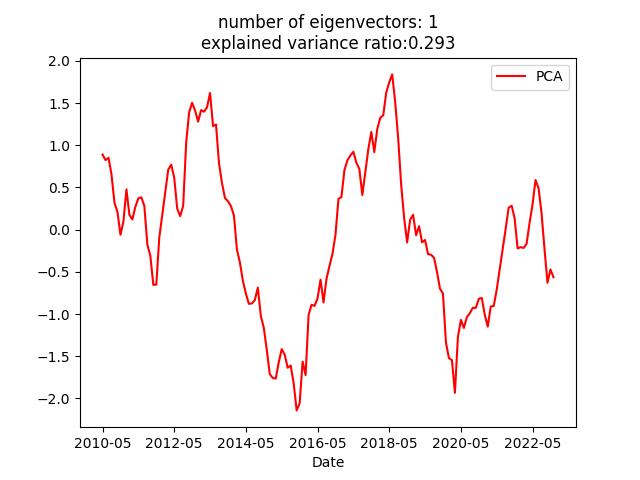 number of eigenvectors: 1
explained variance ratio:0.293
PCA
2.0
1.5
1.0
0.5
0.0
−0.5
−1.0
−1.5
−2.0
2010-05 2012-05 2014-05 2016-05 2018-05 2020-05 2022-05
Date